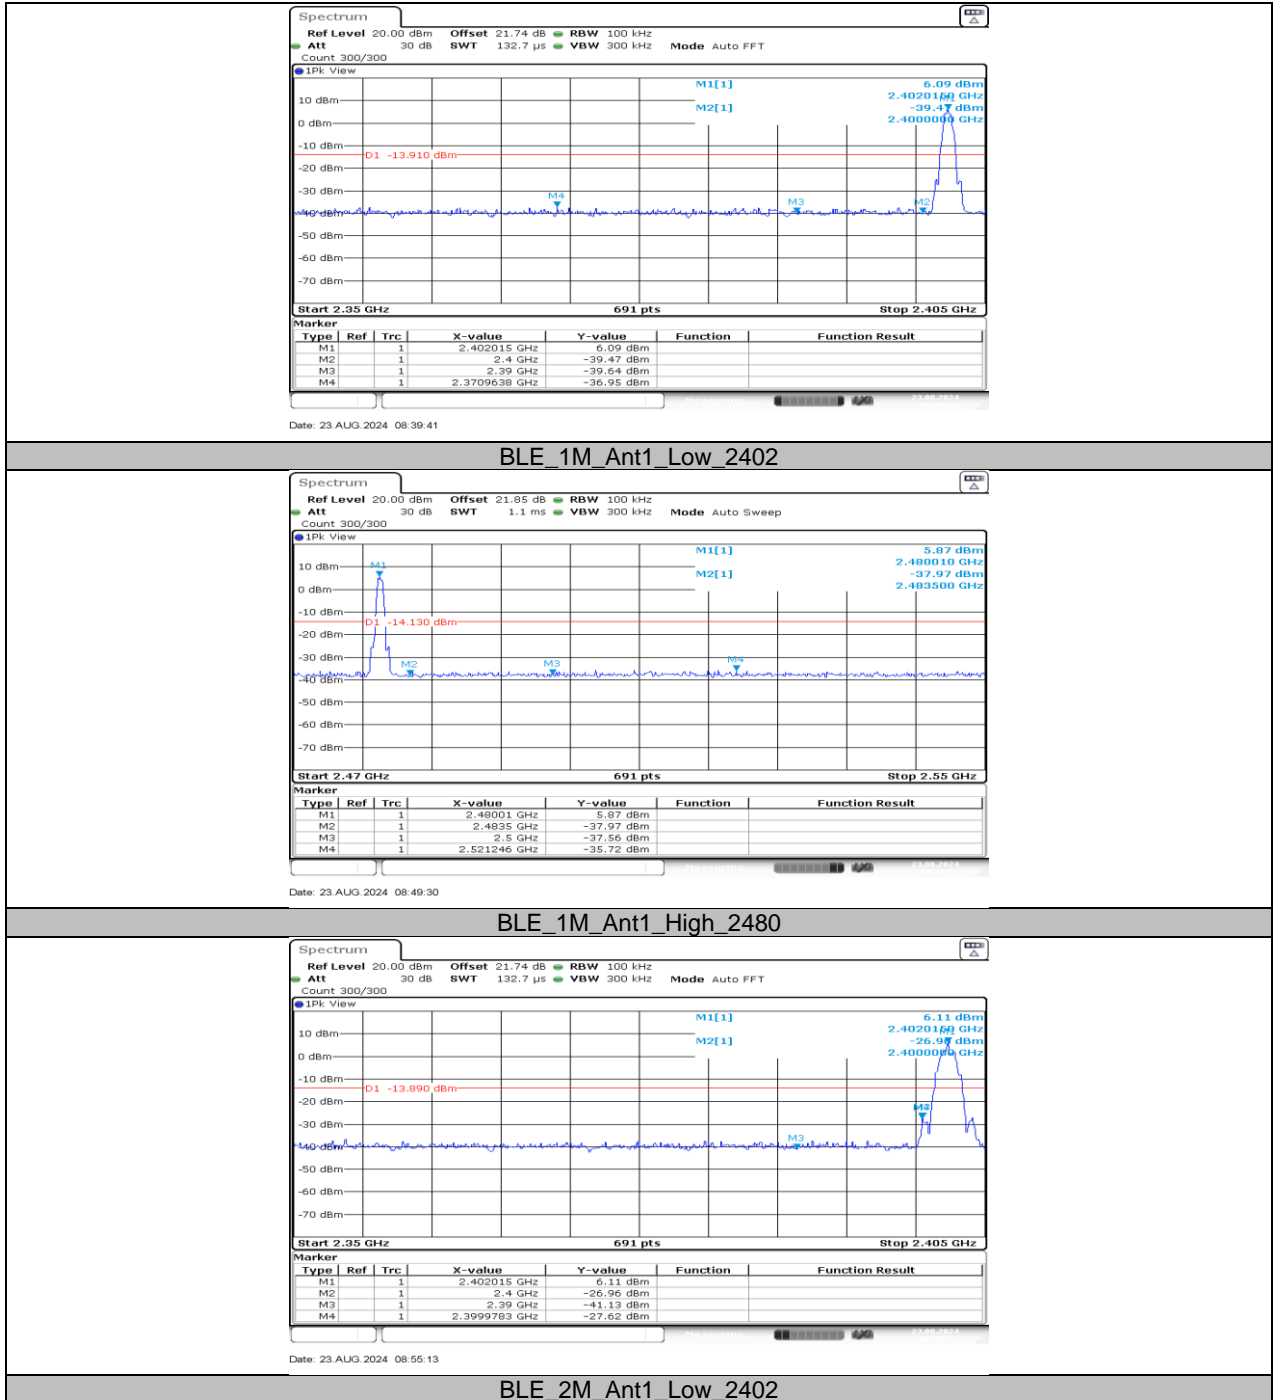 Spectrum
Ref Level 20.00 dBm Offset 21.74 dB RBW 100 kHz
Att 30 dB SWT 132.7 µs VBW 300 kHz Mode Auto FFT
Count 300/300
1Pk View
M1[1] 6.09 dBm
2.4020150 GHz
M2[1] -39.47 dBm
2.4000000 GHz
M1
10 dBm
0 dBm
-10 dBm
D1 -13.910 dBm
-20 dBm
-30 dBm
M4
M3
M2
-40 dBm
-50 dBm
-60 dBm
-70 dBm
Start 2.35 GHz 691 pts Stop 2.405 GHz
Marker
Type Ref Trc X-value Y-value Function Function Result
M1 1 2.402015 GHz 6.09 dBm
M2 1 2.4 GHz -39.47 dBm
M3 1 2.39 GHz -39.64 dBm
M4 1 2.3709638 GHz -36.95 dBm
Date: 23.AUG.2024 08:39:41
BLE_1M_Ant1_Low_2402
Spectrum
Ref Level 20.00 dBm Offset 21.85 dB RBW 100 kHz
Att 30 dB SWT 1.1 ms VBW 300 kHz Mode Auto Sweep
Count 300/300
1Pk View
M1[1] 5.87 dBm
2.480010 GHz
M2[1] -37.97 dBm
2.483500 GHz
10 dBm
M1
0 dBm
-10 dBm
D1 -14.130 dBm
-20 dBm
-30 dBm
M2
M3
M4
-40 dBm
-50 dBm
-60 dBm
-70 dBm
Start 2.47 GHz 691 pts Stop 2.55 GHz
Marker
Type Ref Trc X-value Y-value Function Function Result
M1 1 2.48001 GHz 5.87 dBm
M2 1 2.4835 GHz -37.97 dBm
M3 1 2.5 GHz -37.56 dBm
M4 1 2.521246 GHz -35.72 dBm
Date: 23.AUG.2024 08:49:30
BLE_1M_Ant1_High_2480
Spectrum
Ref Level 20.00 dBm Offset 21.74 dB RBW 100 kHz
Att 30 dB SWT 132.7 µs VBW 300 kHz Mode Auto FFT
Count 300/300
1Pk View
M1[1] 6.11 dBm
2.4020150 GHz
M2[1] -26.96 dBm
2.4000000 GHz
M1
10 dBm
0 dBm
-10 dBm
D1 -13.890 dBm
-20 dBm
-30 dBm
M3
-40 dBm
-50 dBm
-60 dBm
-70 dBm
Start 2.35 GHz 691 pts Stop 2.405 GHz
Marker
Type Ref Trc X-value Y-value Function Function Result
M1 1 2.402015 GHz 6.11 dBm
M2 1 2.4 GHz -26.96 dBm
M3 1 2.39 GHz -41.13 dBm
M4 1 2.3999783 GHz -27.62 dBm
Date: 23.AUG.2024 08:55:13
BLE_2M_Ant1_Low_2402